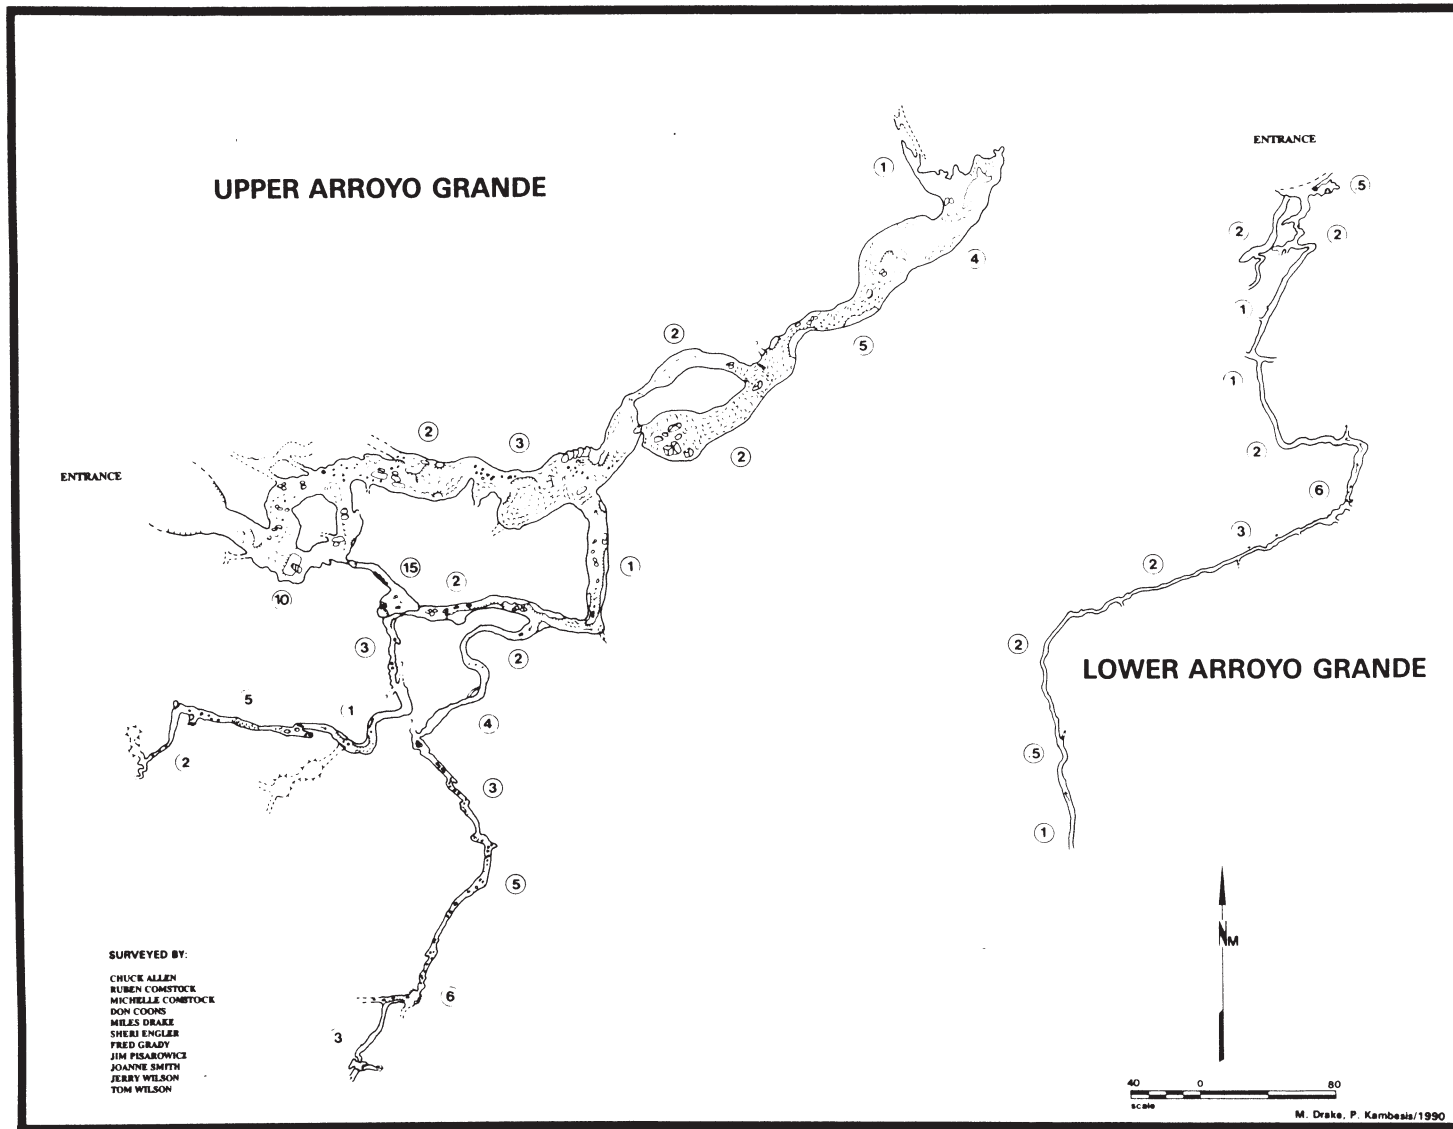 ENTRANCE
UPPER ARROYO GRANDE
1
.5
2
2
4
1
2
5
1
2
3
2
2
ENTRANCE
6
3
15
2
1
2
10
3
2
2
LOWER ARROYO GRANDE
5
1
4
2
.5
3
1
5
NM
SURVEYED BY:
CHUCK ALLEN
RUBEN COMSTOCK
MICHELLE COMSTOCK
DON COONS
MILES DRAKE
SHERI ENGLER
FRED GRADY
JIM PISAROWICZ
JOANNE SMITH
JERRY WILSON
TOM WILSON
6
3
40 0 80
scale
M. Drake, P. Kambesis/1990